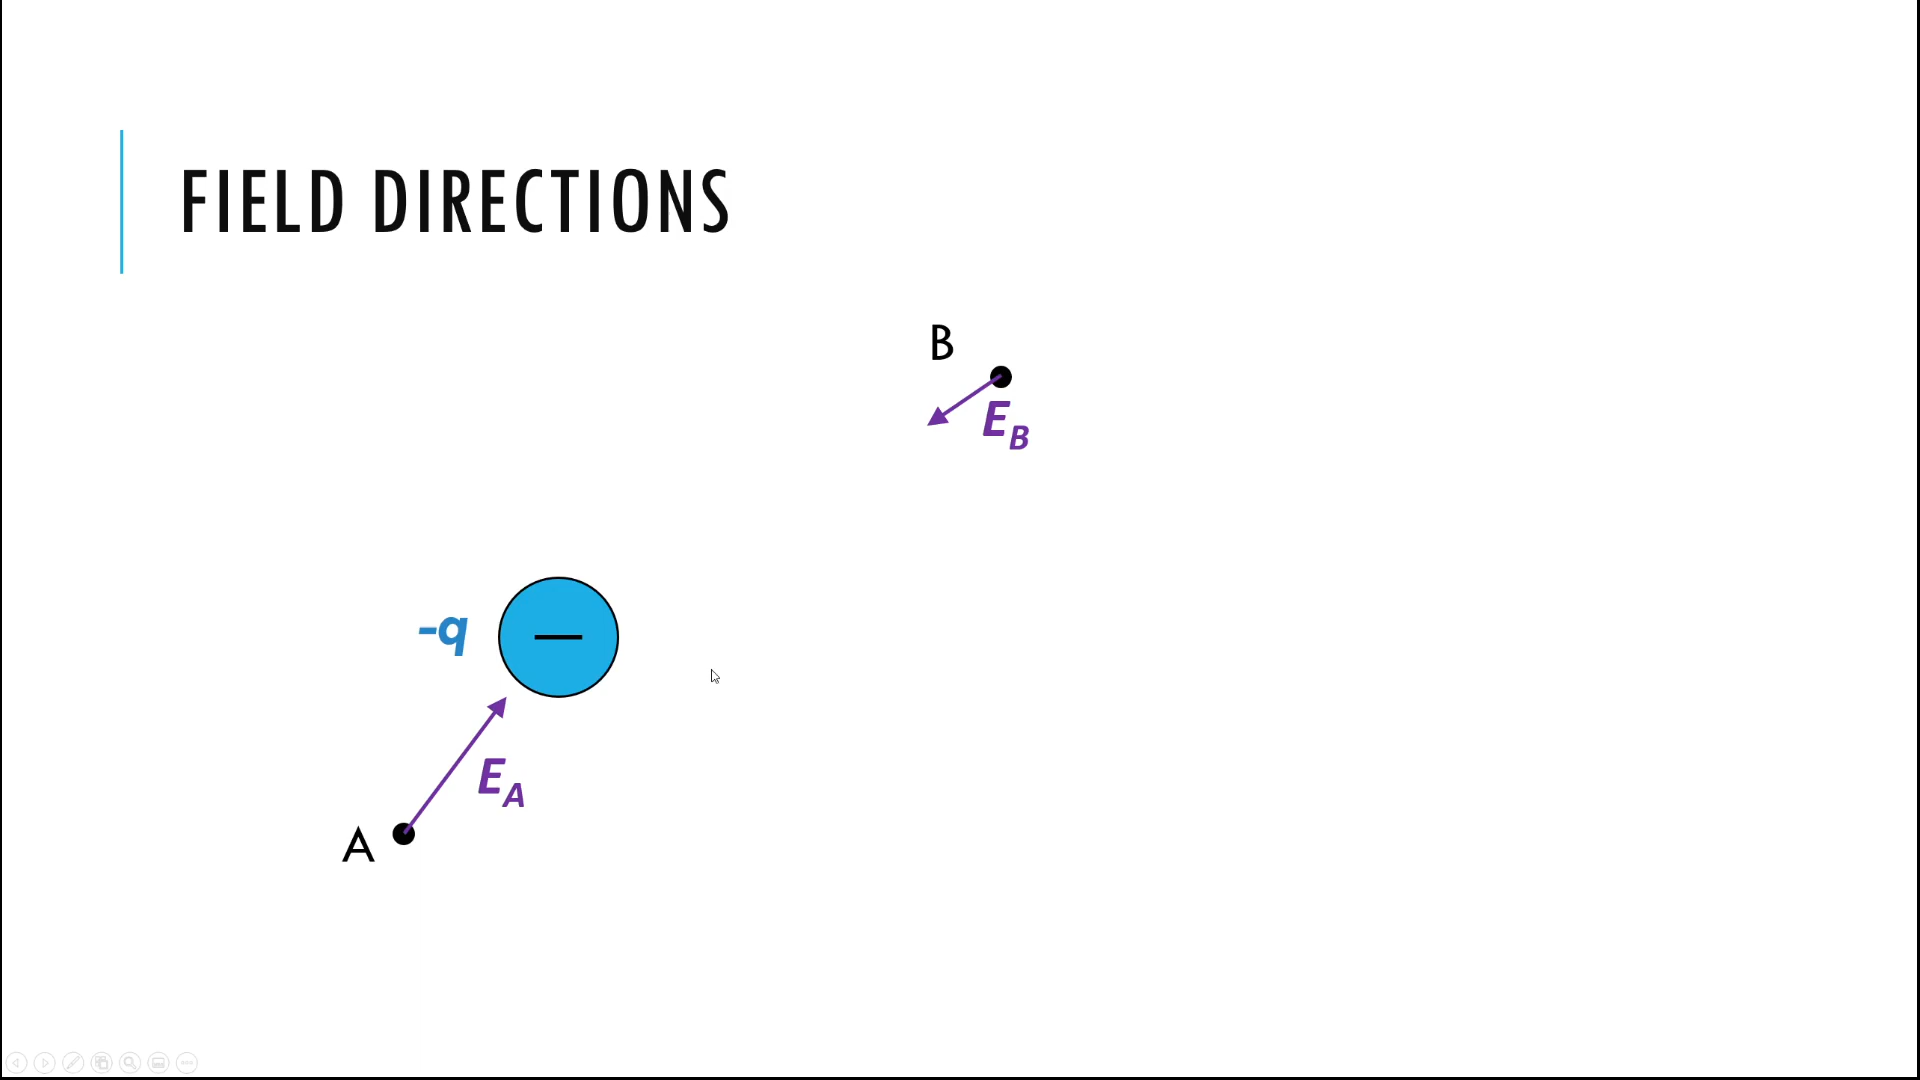 FIELD DIRECTIONS
B
E_B
-q
—
E_A
A